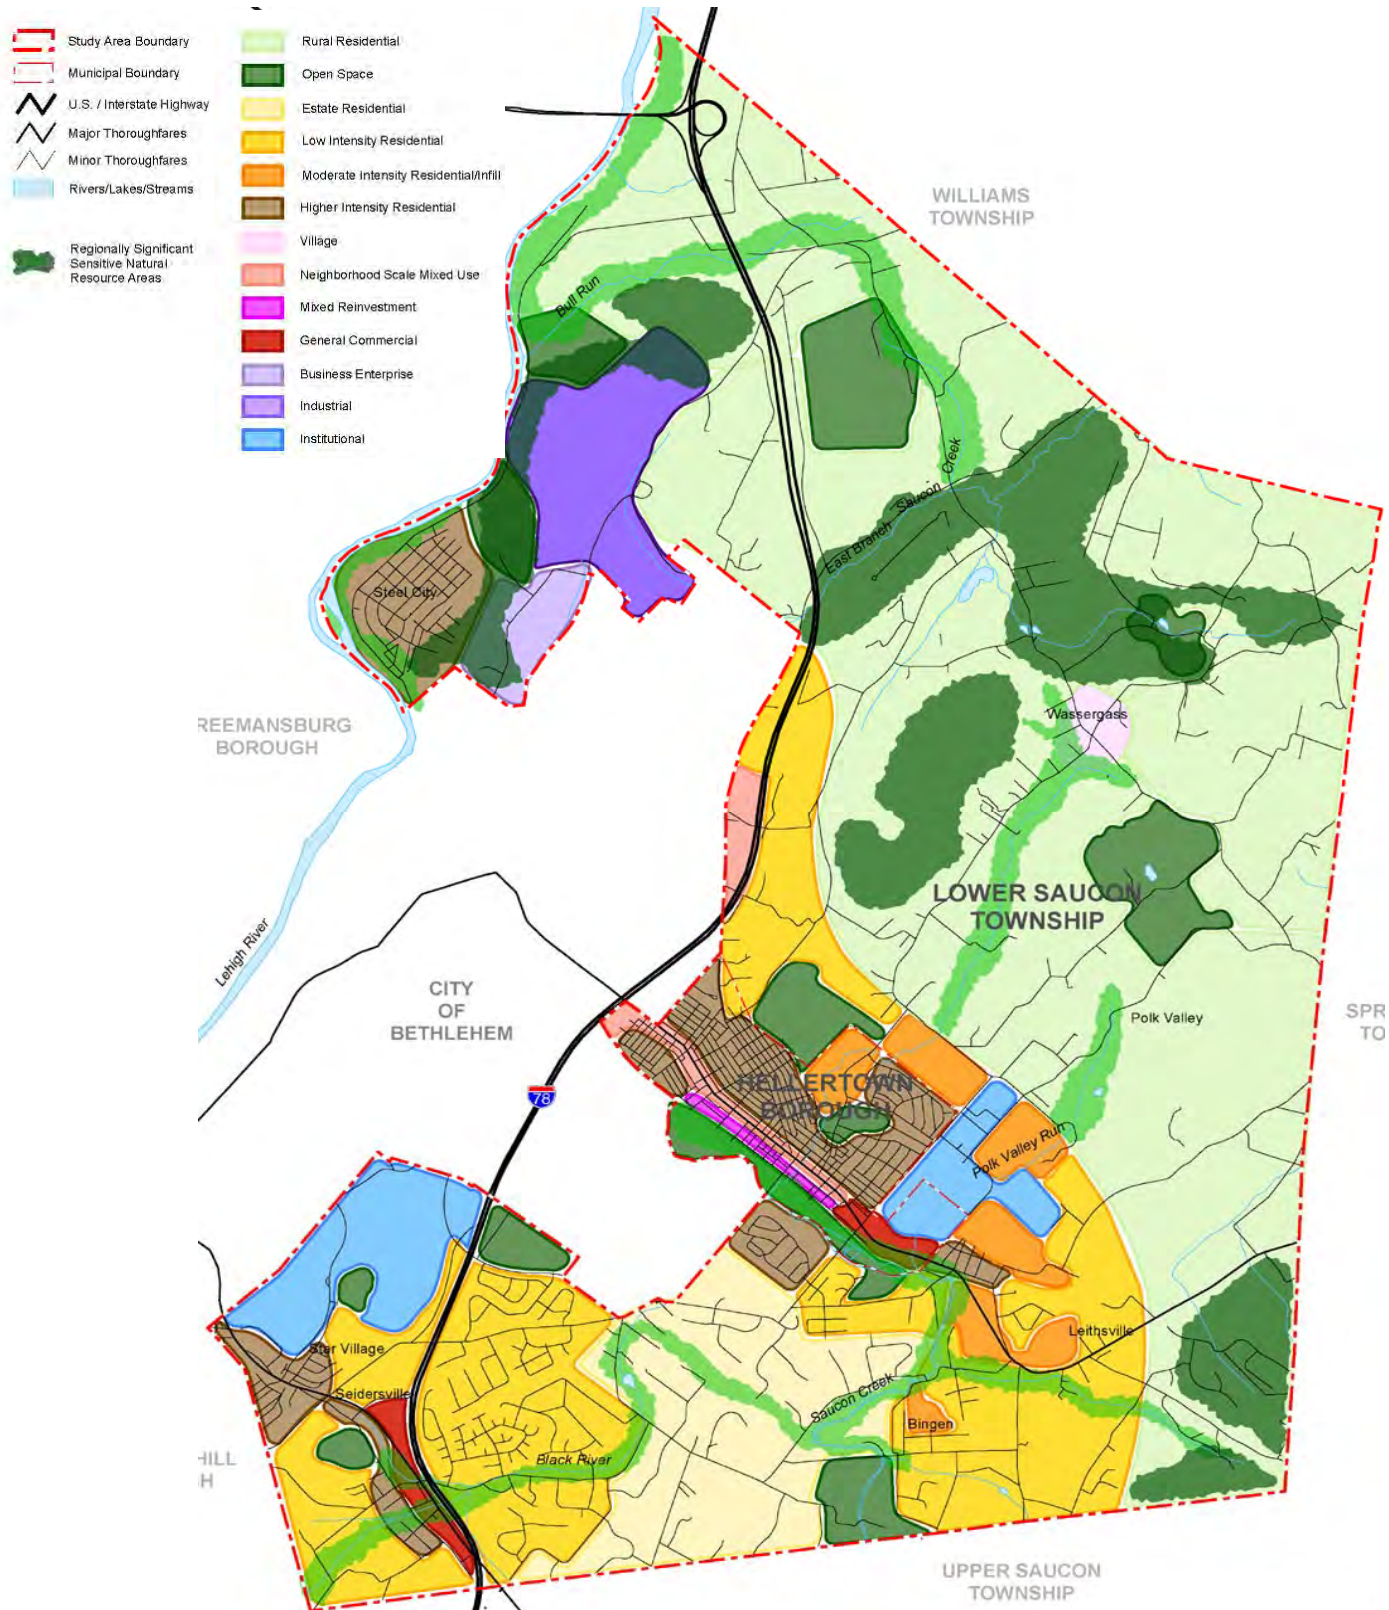 Study Area Boundary
Municipal Boundary
U.S. / Interstate Highway
Major Thoroughfares
Minor Thoroughfares
Rivers/Lakes/Streams
Regionally Significant
Sensitive Natural
Resource Areas
Rural Residential
Open Space
Estate Residential
Low Intensity Residential
Moderate intensity Residential/Infill
Higher Intensity Residential
Village
Neighborhood Scale Mixed Use
Mixed Reinvestment
General Commercial
Business Enterprise
Industrial
Institutional
WILLIAMS
TOWNSHIP
Bull Run
East Branch Saucon Creek
Steel City
REEMANSBURG
BOROUGH
Wassergass
LOWER SAUCON
TOWNSHIP
Lehigh River
CITY
OF
BETHLEHEM
Polk Valley
SPR
TO
78
HELLERTOWN
BOROUGH
Polk Valley Run
Star Village
Seidersville
Leithsville
Saucon Creek
Bingen
Black River
HILL
H
UPPER SAUCON
TOWNSHIP